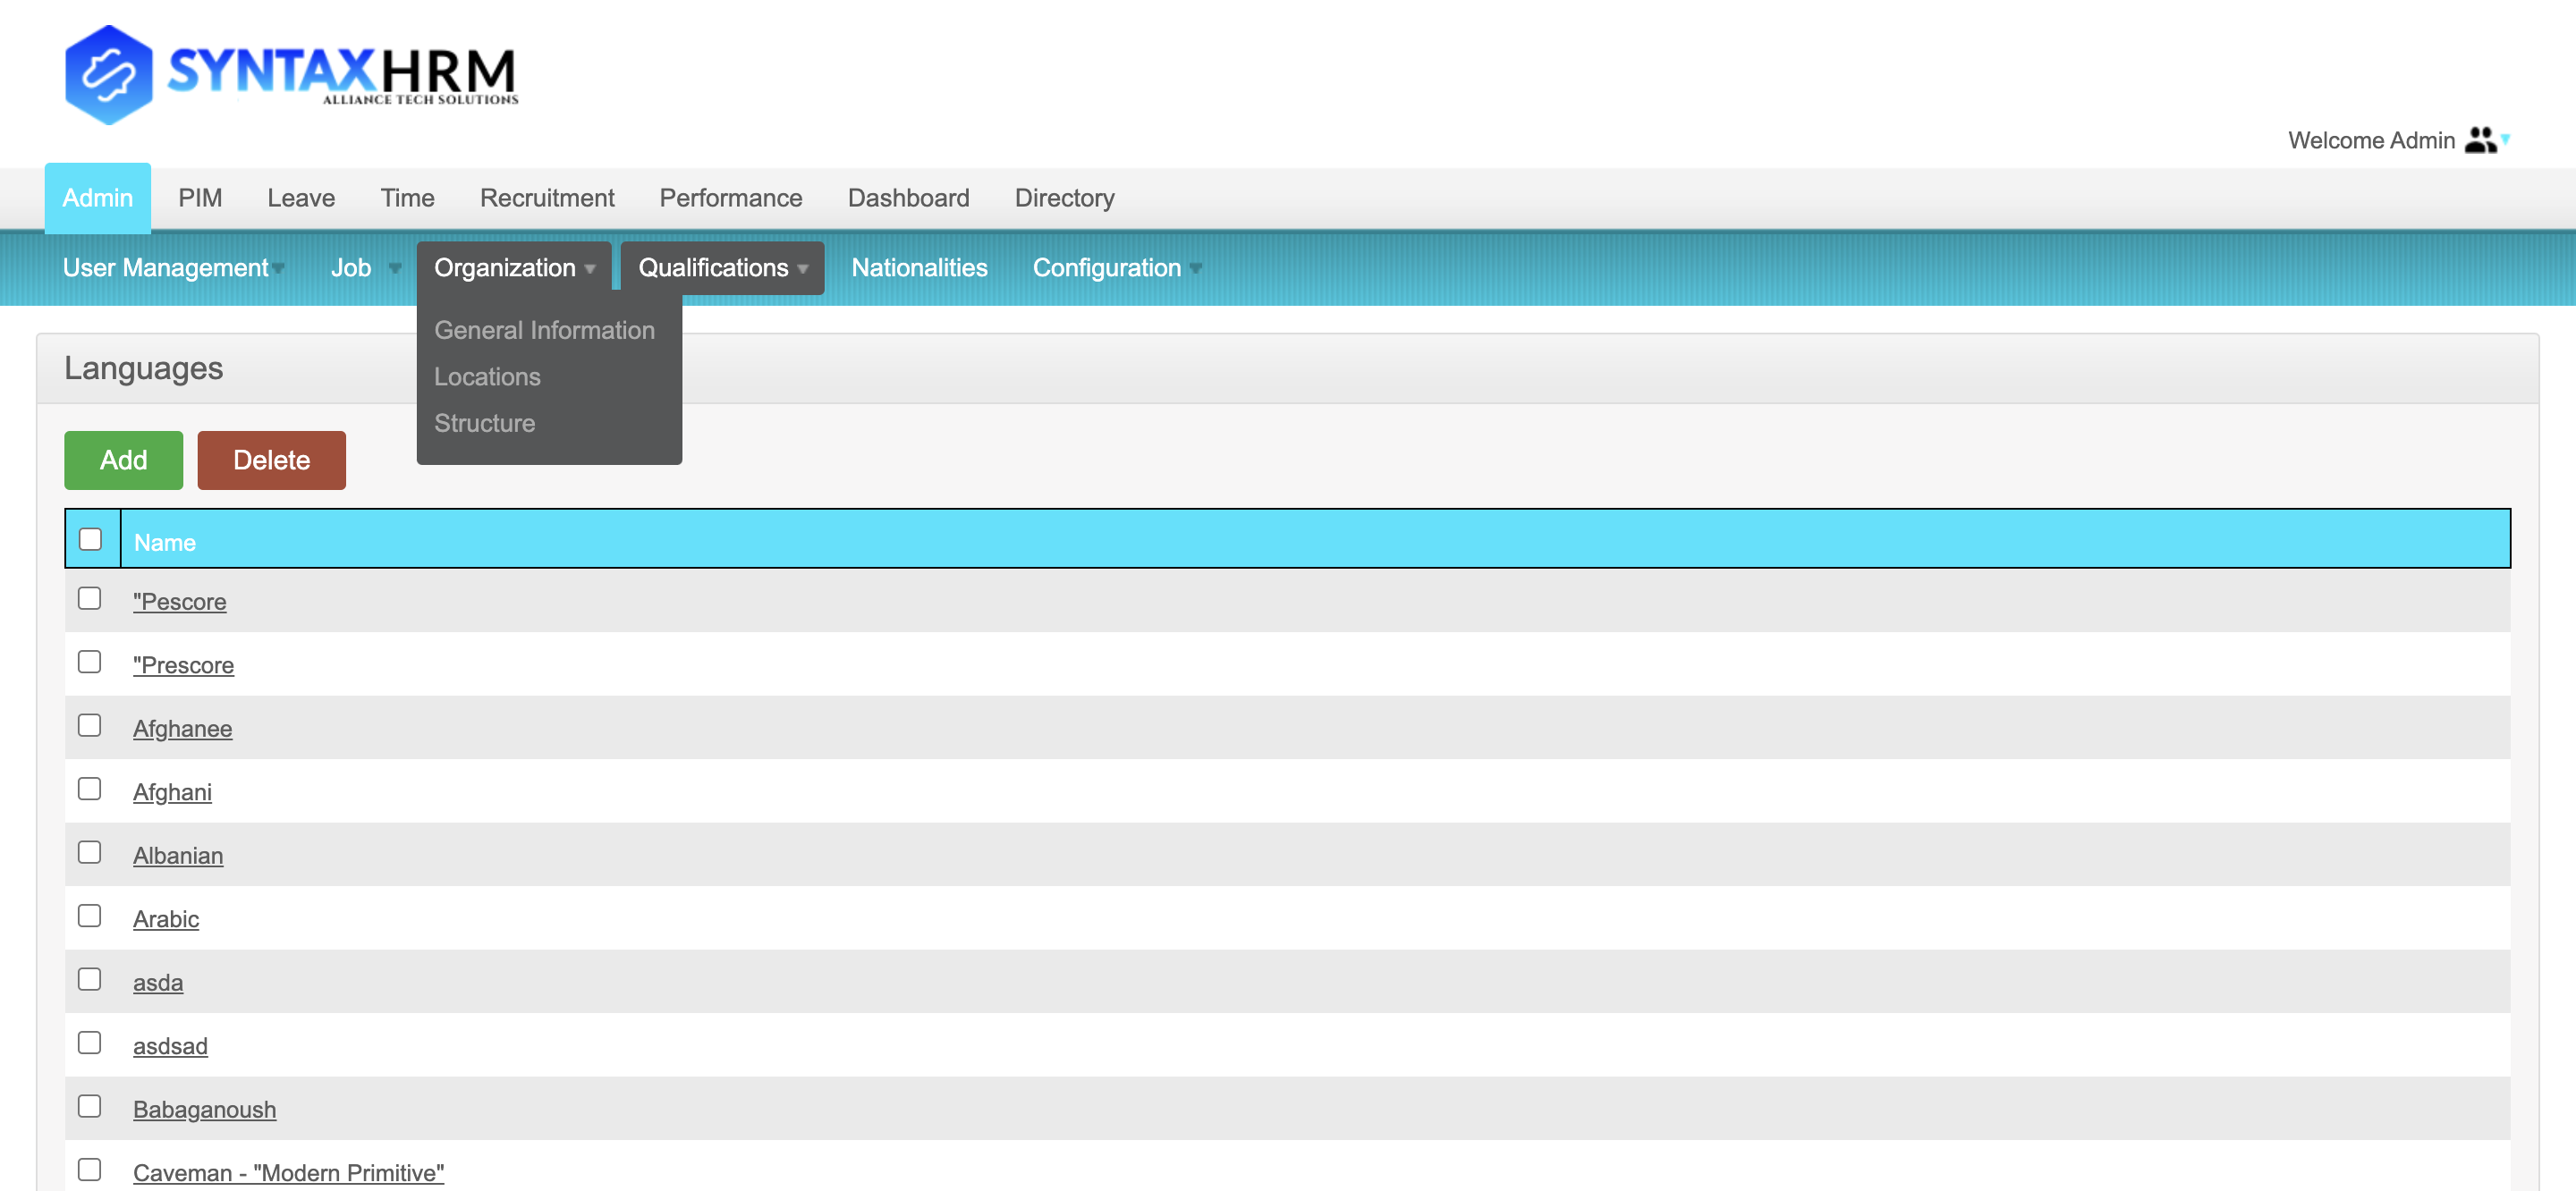 SYNTAXHRM
ALLIANCE TECH SOLUTIONS
Welcome Admin
Admin PIM Leave Time Recruitment Performance Dashboard Directory
User Management Job Organization Qualifications Nationalities Configuration
General Information
Locations
Structure
Languages
Add Delete
Name
"Pescore
"Prescore
Afghanee
Afghani
Albanian
Arabic
asda
asdsad
Babaganoush
Caveman - "Modern Primitive"